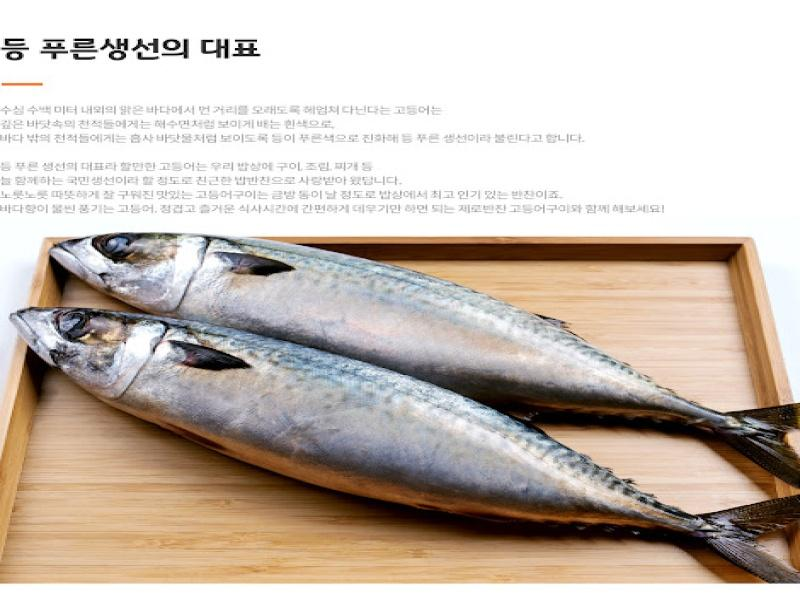 등 푸른생선의 대표
수심 수백 미터 내외의 맑은 바다에서 먼 거리를 오래도록 헤엄쳐 다닌다는 고등어는
깊은 바닷속의 천적들에게는 해수면처럼 보이게 배는 흰색으로,
바다 밖의 천적들에게는 흡사 바닷물처럼 보이도록 등이 푸른색으로 진화해 등 푸른 생선이라 불린다고 합니다.
등 푸른 생선의 대표라 할만한 고등어는 우리 밥상에 구이, 조림, 찌개 등
늘 함께하는 국민생선이라 할 정도로 친근한 밥반찬으로 사랑받아 왔답니다.
노릇노릇 따뜻하게 잘 구워진 맛있는 고등어구이는 금방 동이 날 정도로 밥상에서 최고 인기 있는 반찬이죠.
바다향이 물씬 풍기는 고등어, 정겹고 즐거운 식사시간에 간편하게 데우기만 하면 되는 제로반찬 고등어구이와 함께 해보세요!